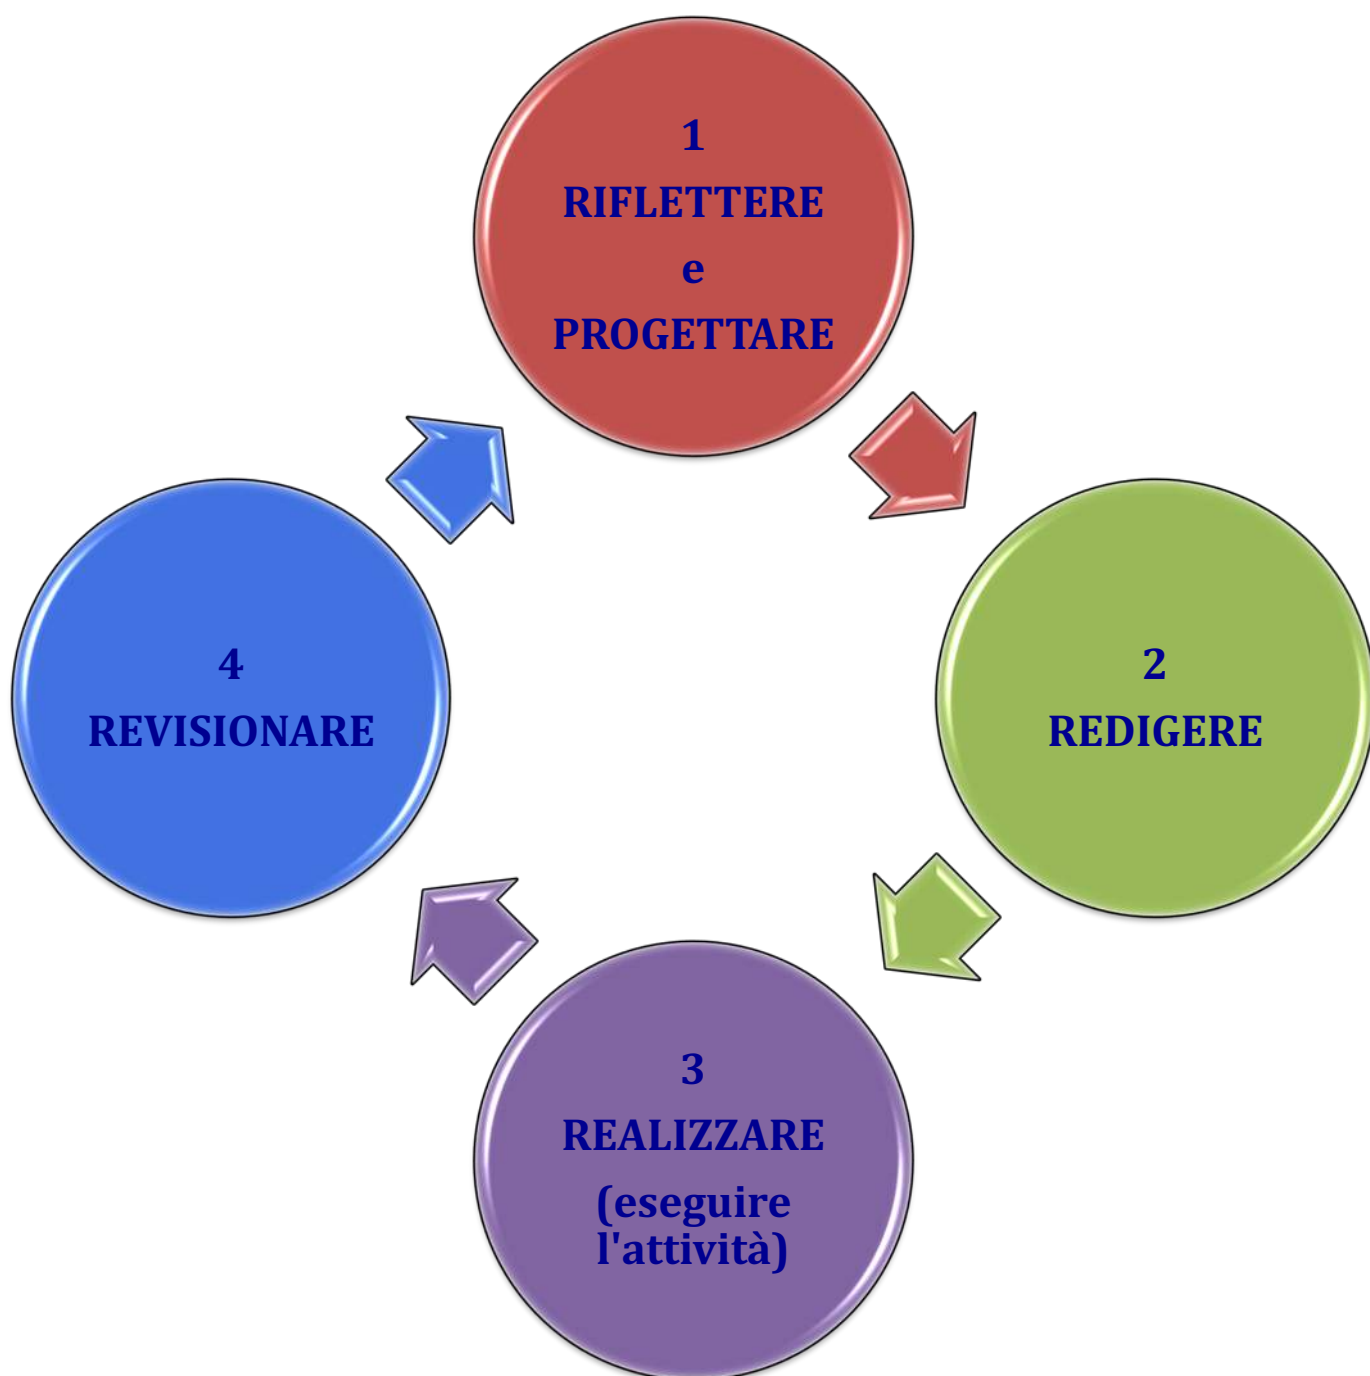 1
RIFLETTERE
e
PROGETTARE
2
REDIGERE
3
REALIZZARE
(eseguire
l'attività)
4
REVISIONARE